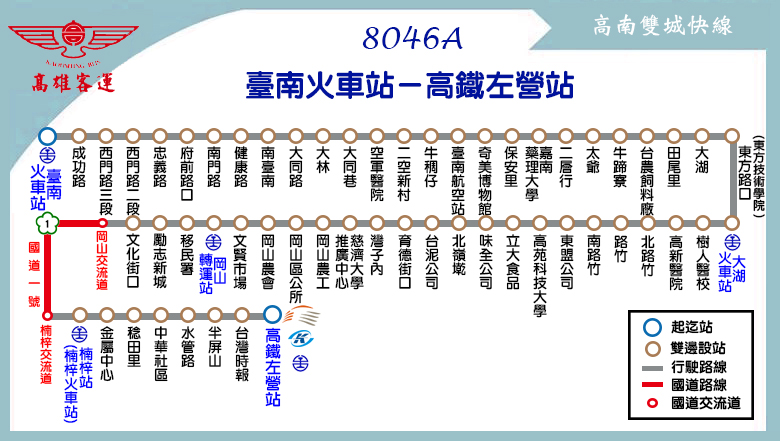 高南雙城快線
8046A
KAOHSIUNG BUS
高雄客運
臺南火車站－高鐵左營站
臺南火車站
成功路
西門路三段
西門路二段
忠義路
府前路口
南門路
健康路
南臺南
大同路
大林
大同巷
空軍醫院
二空新村
牛稠仔
臺南航空站
奇美博物館
保安里
嘉南藥理大學
二層行
太爺
牛蹄寮
台農飼料廠
田尾里
大湖
東方路口
(東方技術學院)
大湖火車站
樹人醫校
高新醫院
北路竹
路竹
南路竹
東盟公司
高苑科技大學
立大食品
味全公司
北嶺墘
台泥公司
育德街口
灣子內
慈濟大學推廣中心
岡山農工
岡山區公所
岡山農會
文賢市場
岡山轉運站
移民署
勵志新城
文化街口
岡山交流道
1
國道一號
楠梓交流道
楠梓站
(楠梓火車站)
金屬中心
稔田里
中華社區
水管路
半屏山
台灣時報
高鐵左營站
起迄站
雙邊設站
行駛路線
國道路線
國道交流道